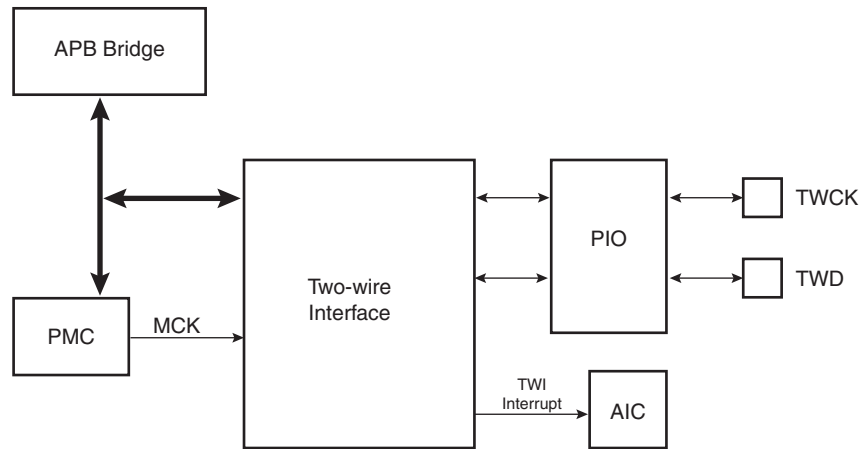 APB Bridge
TWCK
PIO
TWD
Two-wire
Interface
MCK
PMC
TWI
Interrupt
AIC